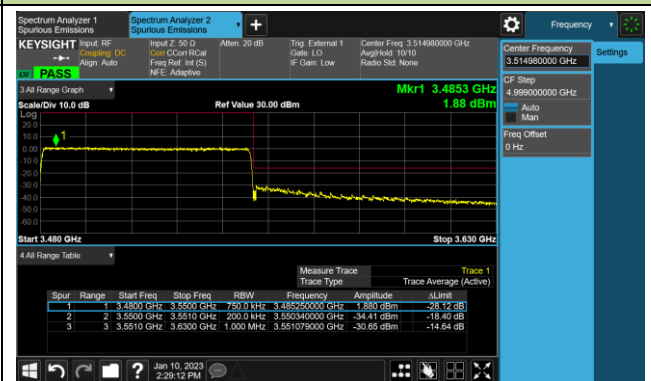 Spectrum Analyzer 1
Spurious Emissions
Spectrum Analyzer 2
Spurious Emissions
Frequency
KEYSIGHT
Input: RF
Coupling: DC
Align: Auto
Input Z: 50 Ω
Corr CCorr RCal
Freq Ref: Int (S)
NFE: Adaptive
Atten: 20 dB
Trig: External 1
Gate: LO
IF Gain: Low
Center Freq: 3.514980000 GHz
Avg|Hold: 10/10
Radio Std: None
PASS
Center Frequency
3.514980000 GHz
Settings
CF Step
4.999000000 GHz
Auto
Man
Freq Offset
0 Hz
3 All Range Graph
Mkr1 3.4853 GHz
Scale/Div 10.0 dB
Ref Value 30.00 dBm
1.88 dBm
Log
20.0
10.0
0.00
-10.0
-20.0
-30.0
-40.0
-50.0
-60.0
1
Start 3.480 GHz
Stop 3.630 GHz
4 All Range Table
Measure Trace Trace 1
Trace Type Trace Average (Active)
Spur Range Start Freq Stop Freq RBW Frequency Amplitude ΔLimit
1 1 3.4800 GHz 3.5500 GHz 750.0 kHz 3.485250000 GHz 1.880 dBm -28.12 dB
2 2 3.5500 GHz 3.5510 GHz 200.0 kHz 3.550340000 GHz -34.41 dBm -18.40 dB
3 3 3.5510 GHz 3.6300 GHz 1.000 MHz 3.551079000 GHz -30.65 dBm -14.64 dB
Jan 10, 2023
2:29:12 PM